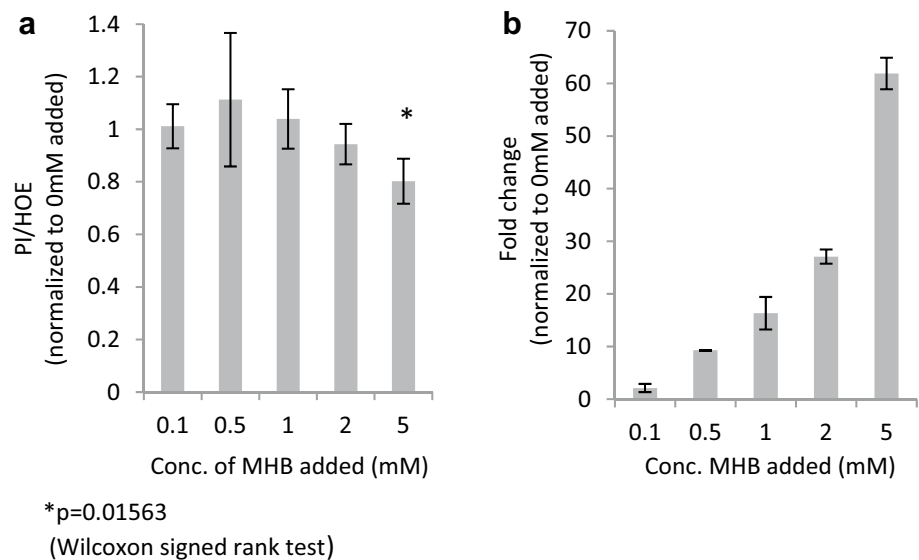 a
1.4
1.2
1
0.8
0.6
0.4
0.2
0
PI/HOE
(normalized to 0mM added)
0.1 0.5 1 2 5
Conc. of MHB added (mM)
*
*p=0.01563
(Wilcoxon signed rank test)
b
70
60
50
40
30
20
10
0
Fold change
(normalized to 0mM added)
0.1 0.5 1 2 5
Conc. MHB added (mM)